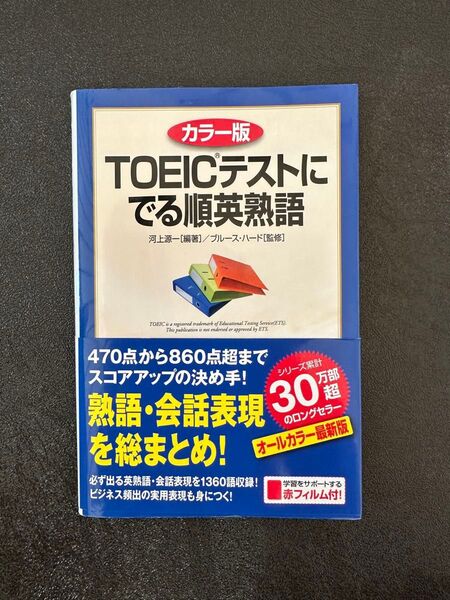 カラー版
TOEIC®テストに
でる順英熟語
河上源一[編著]/ブルース・ハード[監修]
TOEIC is a registered trademark of Educational Testing Service(ETS).
This publication is not endorsed or approved by ETS.
470点から860点超まで
スコアアップの決め手!
熟語・会話表現
を総まとめ!
必ず出る英熟語・会話表現を1360語収録!
ビジネス頻出の実用表現も身につく!
シリーズ累計
30万部超
のロングセラー
オールカラー最新版
学習をサポートする
赤フィルム付!